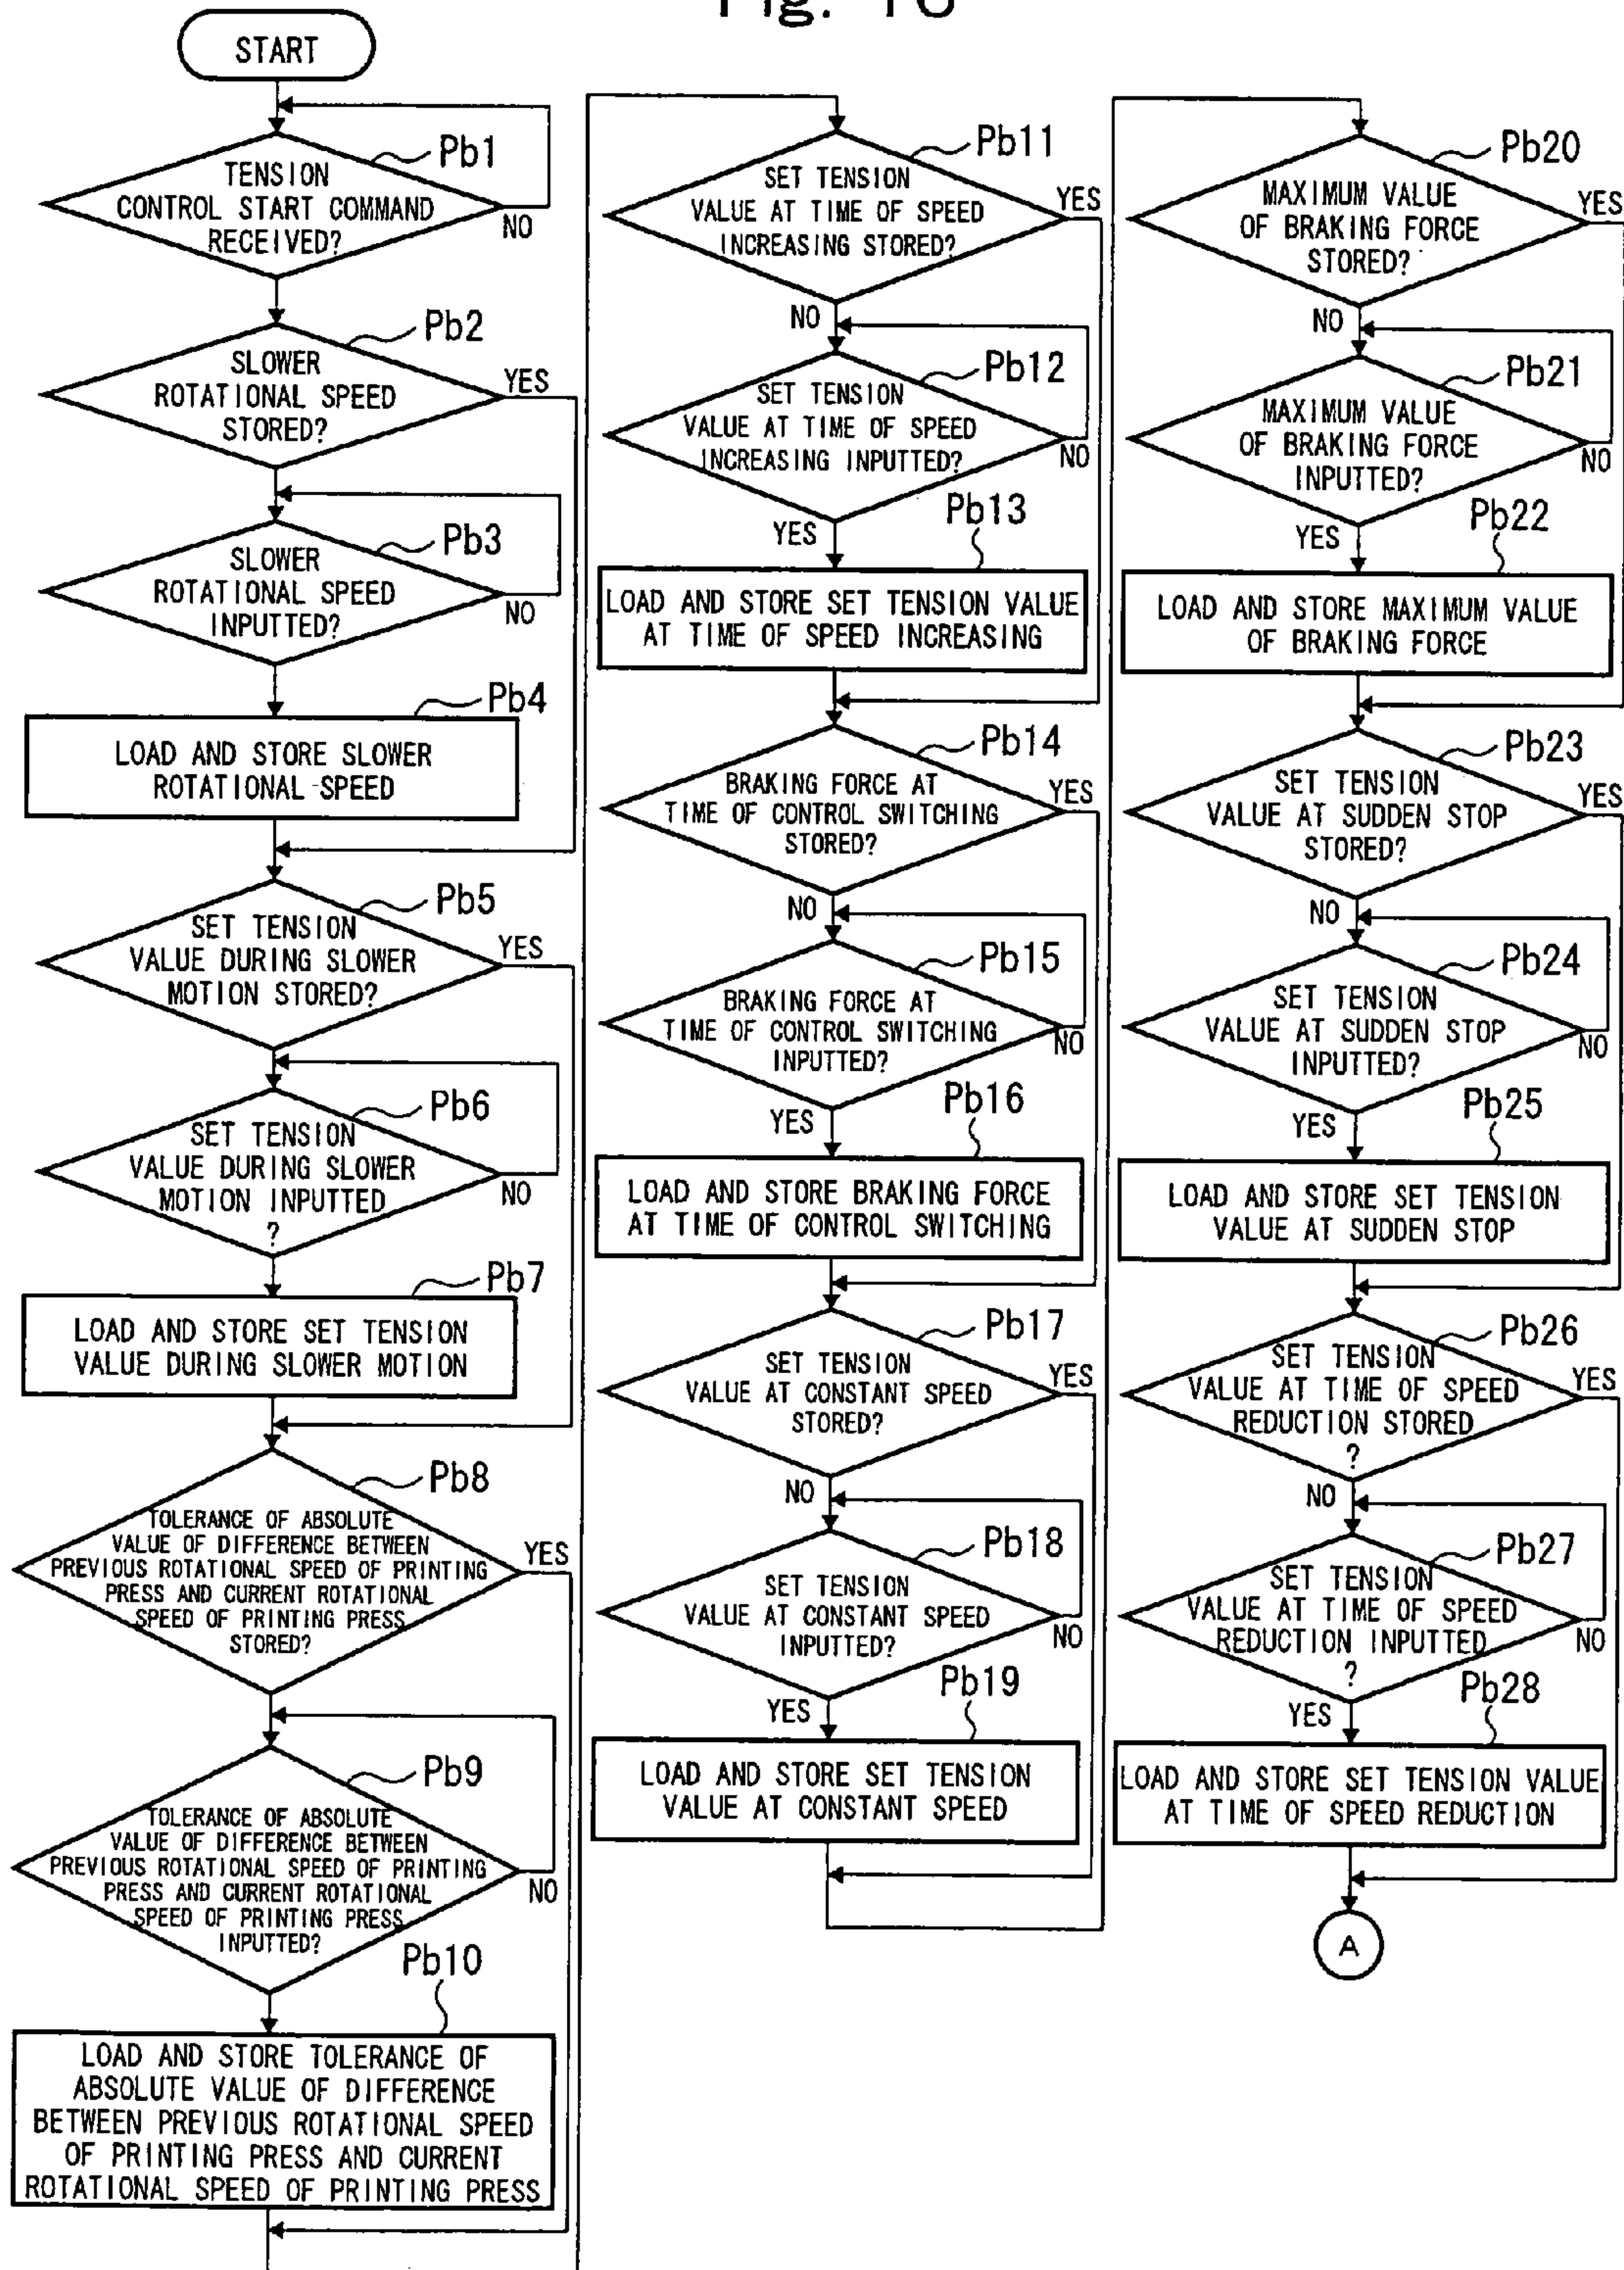 START
Pb1
TENSION
CONTROL START COMMAND
RECEIVED?
NO
Pb2
SLOWER
ROTATIONAL SPEED
STORED?
YES
Pb3
SLOWER
ROTATIONAL SPEED
INPUTTED?
NO
Pb4
LOAD AND STORE SLOWER
ROTATIONAL SPEED
Pb5
SET TENSION
VALUE DURING SLOWER
MOTION STORED?
YES
Pb6
SET TENSION
VALUE DURING SLOWER
MOTION INPUTTED
?
NO
Pb7
LOAD AND STORE SET TENSION
VALUE DURING SLOWER MOTION
Pb8
TOLERANCE OF ABSOLUTE
VALUE OF DIFFERENCE BETWEEN
PREVIOUS ROTATIONAL SPEED OF PRINTING
PRESS AND CURRENT ROTATIONAL
SPEED OF PRINTING PRESS
STORED?
YES
Pb9
TOLERANCE OF ABSOLUTE
VALUE OF DIFFERENCE BETWEEN
PREVIOUS ROTATIONAL SPEED OF PRINTING
PRESS AND CURRENT ROTATIONAL
SPEED OF PRINTING PRESS
INPUTTED?
NO
Pb10
LOAD AND STORE TOLERANCE OF
ABSOLUTE VALUE OF DIFFERENCE
BETWEEN PREVIOUS ROTATIONAL SPEED
OF PRINTING PRESS AND CURRENT
ROTATIONAL SPEED OF PRINTING PRESS
Pb11
SET TENSION
VALUE AT TIME OF SPEED
INCREASING STORED?
YES
NO
Pb12
SET TENSION
VALUE AT TIME OF SPEED
INCREASING INPUTTED?
NO
YES
Pb13
LOAD AND STORE SET TENSION VALUE
AT TIME OF SPEED INCREASING
Pb14
BRAKING FORCE AT
TIME OF CONTROL SWITCHING
STORED?
YES
NO
Pb15
BRAKING FORCE AT
TIME OF CONTROL SWITCHING
INPUTTED?
NO
YES
Pb16
LOAD AND STORE BRAKING FORCE
AT TIME OF CONTROL SWITCHING
Pb17
SET TENSION
VALUE AT CONSTANT SPEED
STORED?
YES
NO
Pb18
SET TENSION
VALUE AT CONSTANT SPEED
INPUTTED?
NO
YES
Pb19
LOAD AND STORE SET TENSION
VALUE AT CONSTANT SPEED
Pb20
MAXIMUM VALUE
OF BRAKING FORCE
STORED?
YES
NO
Pb21
MAXIMUM VALUE
OF BRAKING FORCE
INPUTTED?
NO
YES
Pb22
LOAD AND STORE MAXIMUM VALUE
OF BRAKING FORCE
Pb23
SET TENSION
VALUE AT SUDDEN STOP
STORED?
YES
NO
Pb24
SET TENSION
VALUE AT SUDDEN STOP
INPUTTED?
NO
YES
Pb25
LOAD AND STORE SET TENSION
VALUE AT SUDDEN STOP
Pb26
SET TENSION
VALUE AT TIME OF SPEED
REDUCTION STORED
?
YES
NO
Pb27
SET TENSION
VALUE AT TIME OF SPEED
REDUCTION INPUTTED
?
NO
YES
Pb28
LOAD AND STORE SET TENSION VALUE
AT TIME OF SPEED REDUCTION
A